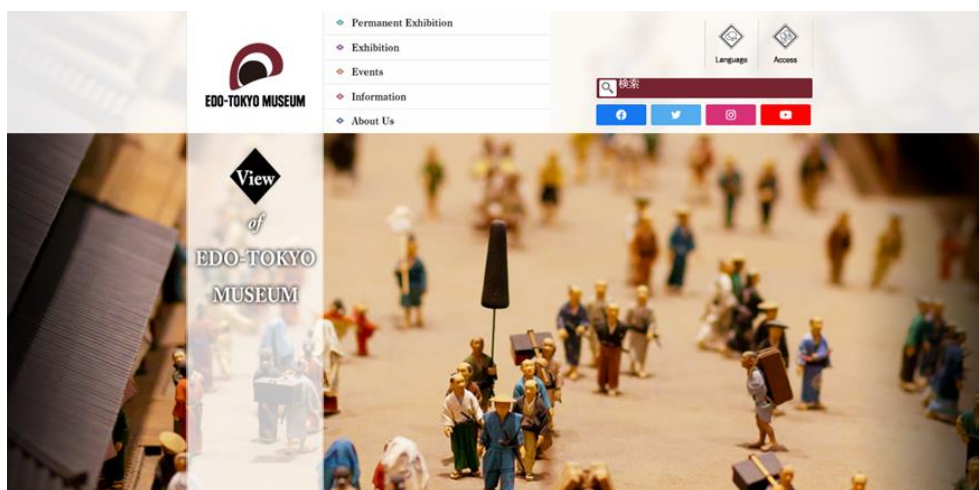 EDO-TOKYO MUSEUM
Permanent Exhibition
Exhibition
Events
Information
About Us
Language
Access
検索
View
of
EDO-TOKYO
MUSEUM